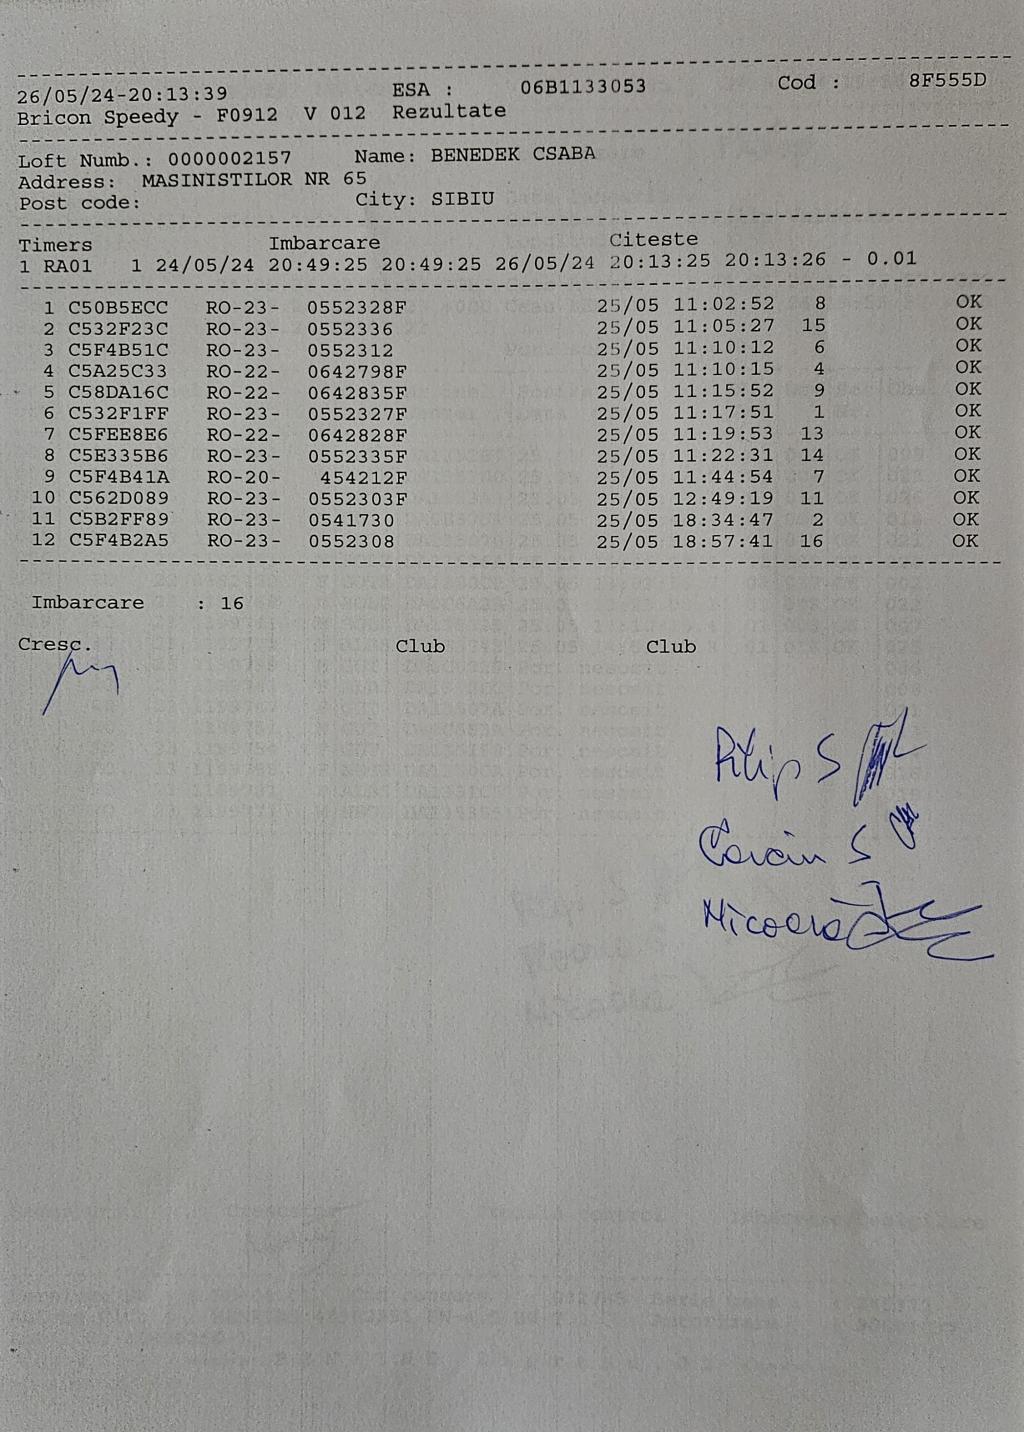 26/05/24-20:13:39 ESA : 06B1133053 Cod : 8F555D
Bricon Speedy - F0912 V 012 Rezultate
Loft Numb.: 0000002157 Name: BENEDEK CSABA
Address: MASINISTILOR NR 65
Post code: City: SIBIU
Timers Imbarcare Citeste
1 RA01 1 24/05/24 20:49:25 20:49:25 26/05/24 20:13:25 20:13:26 - 0.01
1 C50B5ECC RO-23- 0552328F 25/05 11:02:52 8 OK
2 C532F23C RO-23- 0552336 25/05 11:05:27 15 OK
3 C5F4B51C RO-23- 0552312 25/05 11:10:12 6 OK
4 C5A25C33 RO-22- 0642798F 25/05 11:10:15 4 OK
5 C58DA16C RO-22- 0642835F 25/05 11:15:52 9 OK
6 C532F1FF RO-23- 0552327F 25/05 11:17:51 1 OK
7 C5FEE8E6 RO-22- 0642828F 25/05 11:19:53 13 OK
8 C5E335B6 RO-23- 0552335F 25/05 11:22:31 14 OK
9 C5F4B41A RO-20- 454212F 25/05 11:44:54 7 OK
10 C562D089 RO-23- 0552303F 25/05 12:49:19 11 OK
11 C5B2FF89 RO-23- 0541730 25/05 18:34:47 2 OK
12 C5F4B2A5 RO-23- 0552308 25/05 18:57:41 16 OK
Imbarcare : 16
Cresc. Club Club
Filip S
S